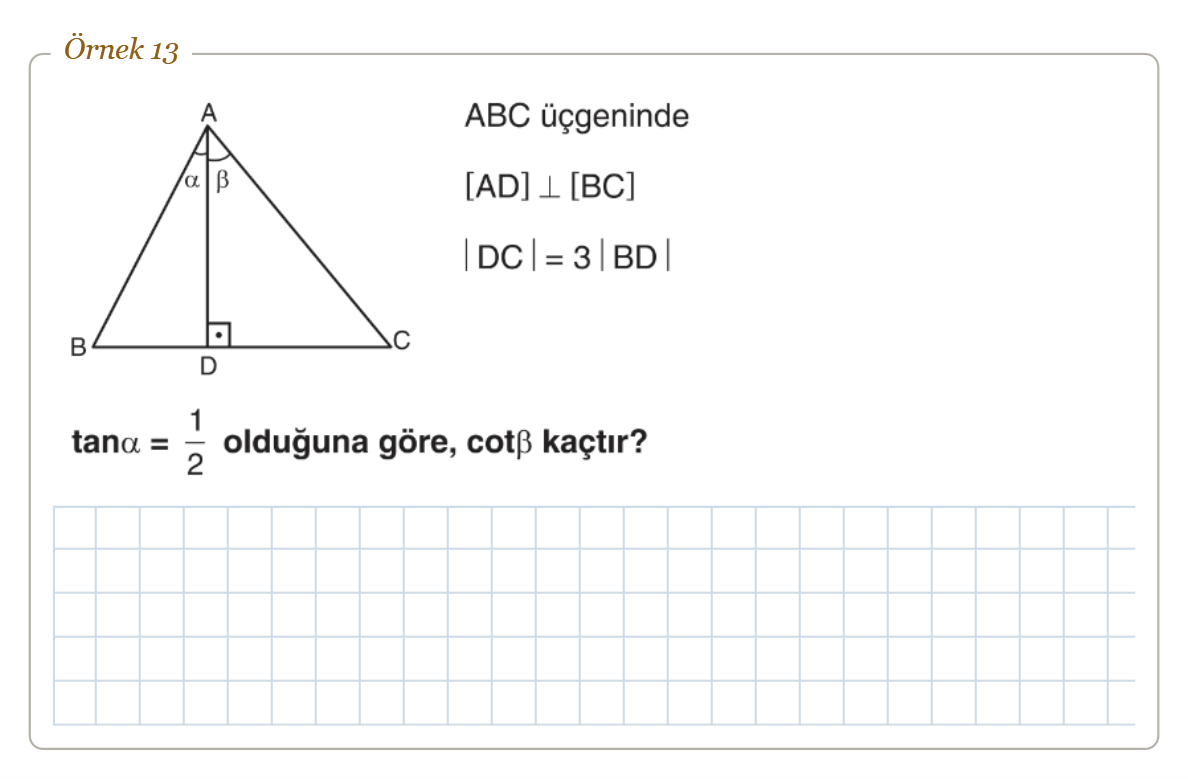 Örnek 13
A
α β
B
D
C
ABC üçgeninde
[AD] ⊥ [BC]
|DC| = 3|BD|
tanα = 1/2 olduğuna göre, cotβ kaçtır?